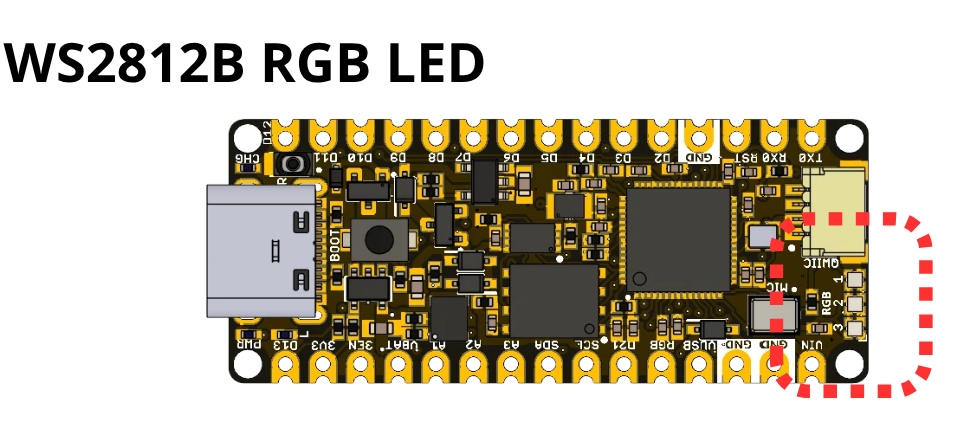 WS2812B RGB LED
D12
CHG D11 D10 D9 D8 D7 D6 D5 D4 D3 D2 GND RST RX0 TX0
R
BOOT
QWIIC
MIC
RGB
1
2
3
L
PWR D13 3V3 3EN VBAT A1 A2 A3 SDA SCL D21 RGB VLSB GND GND VIN